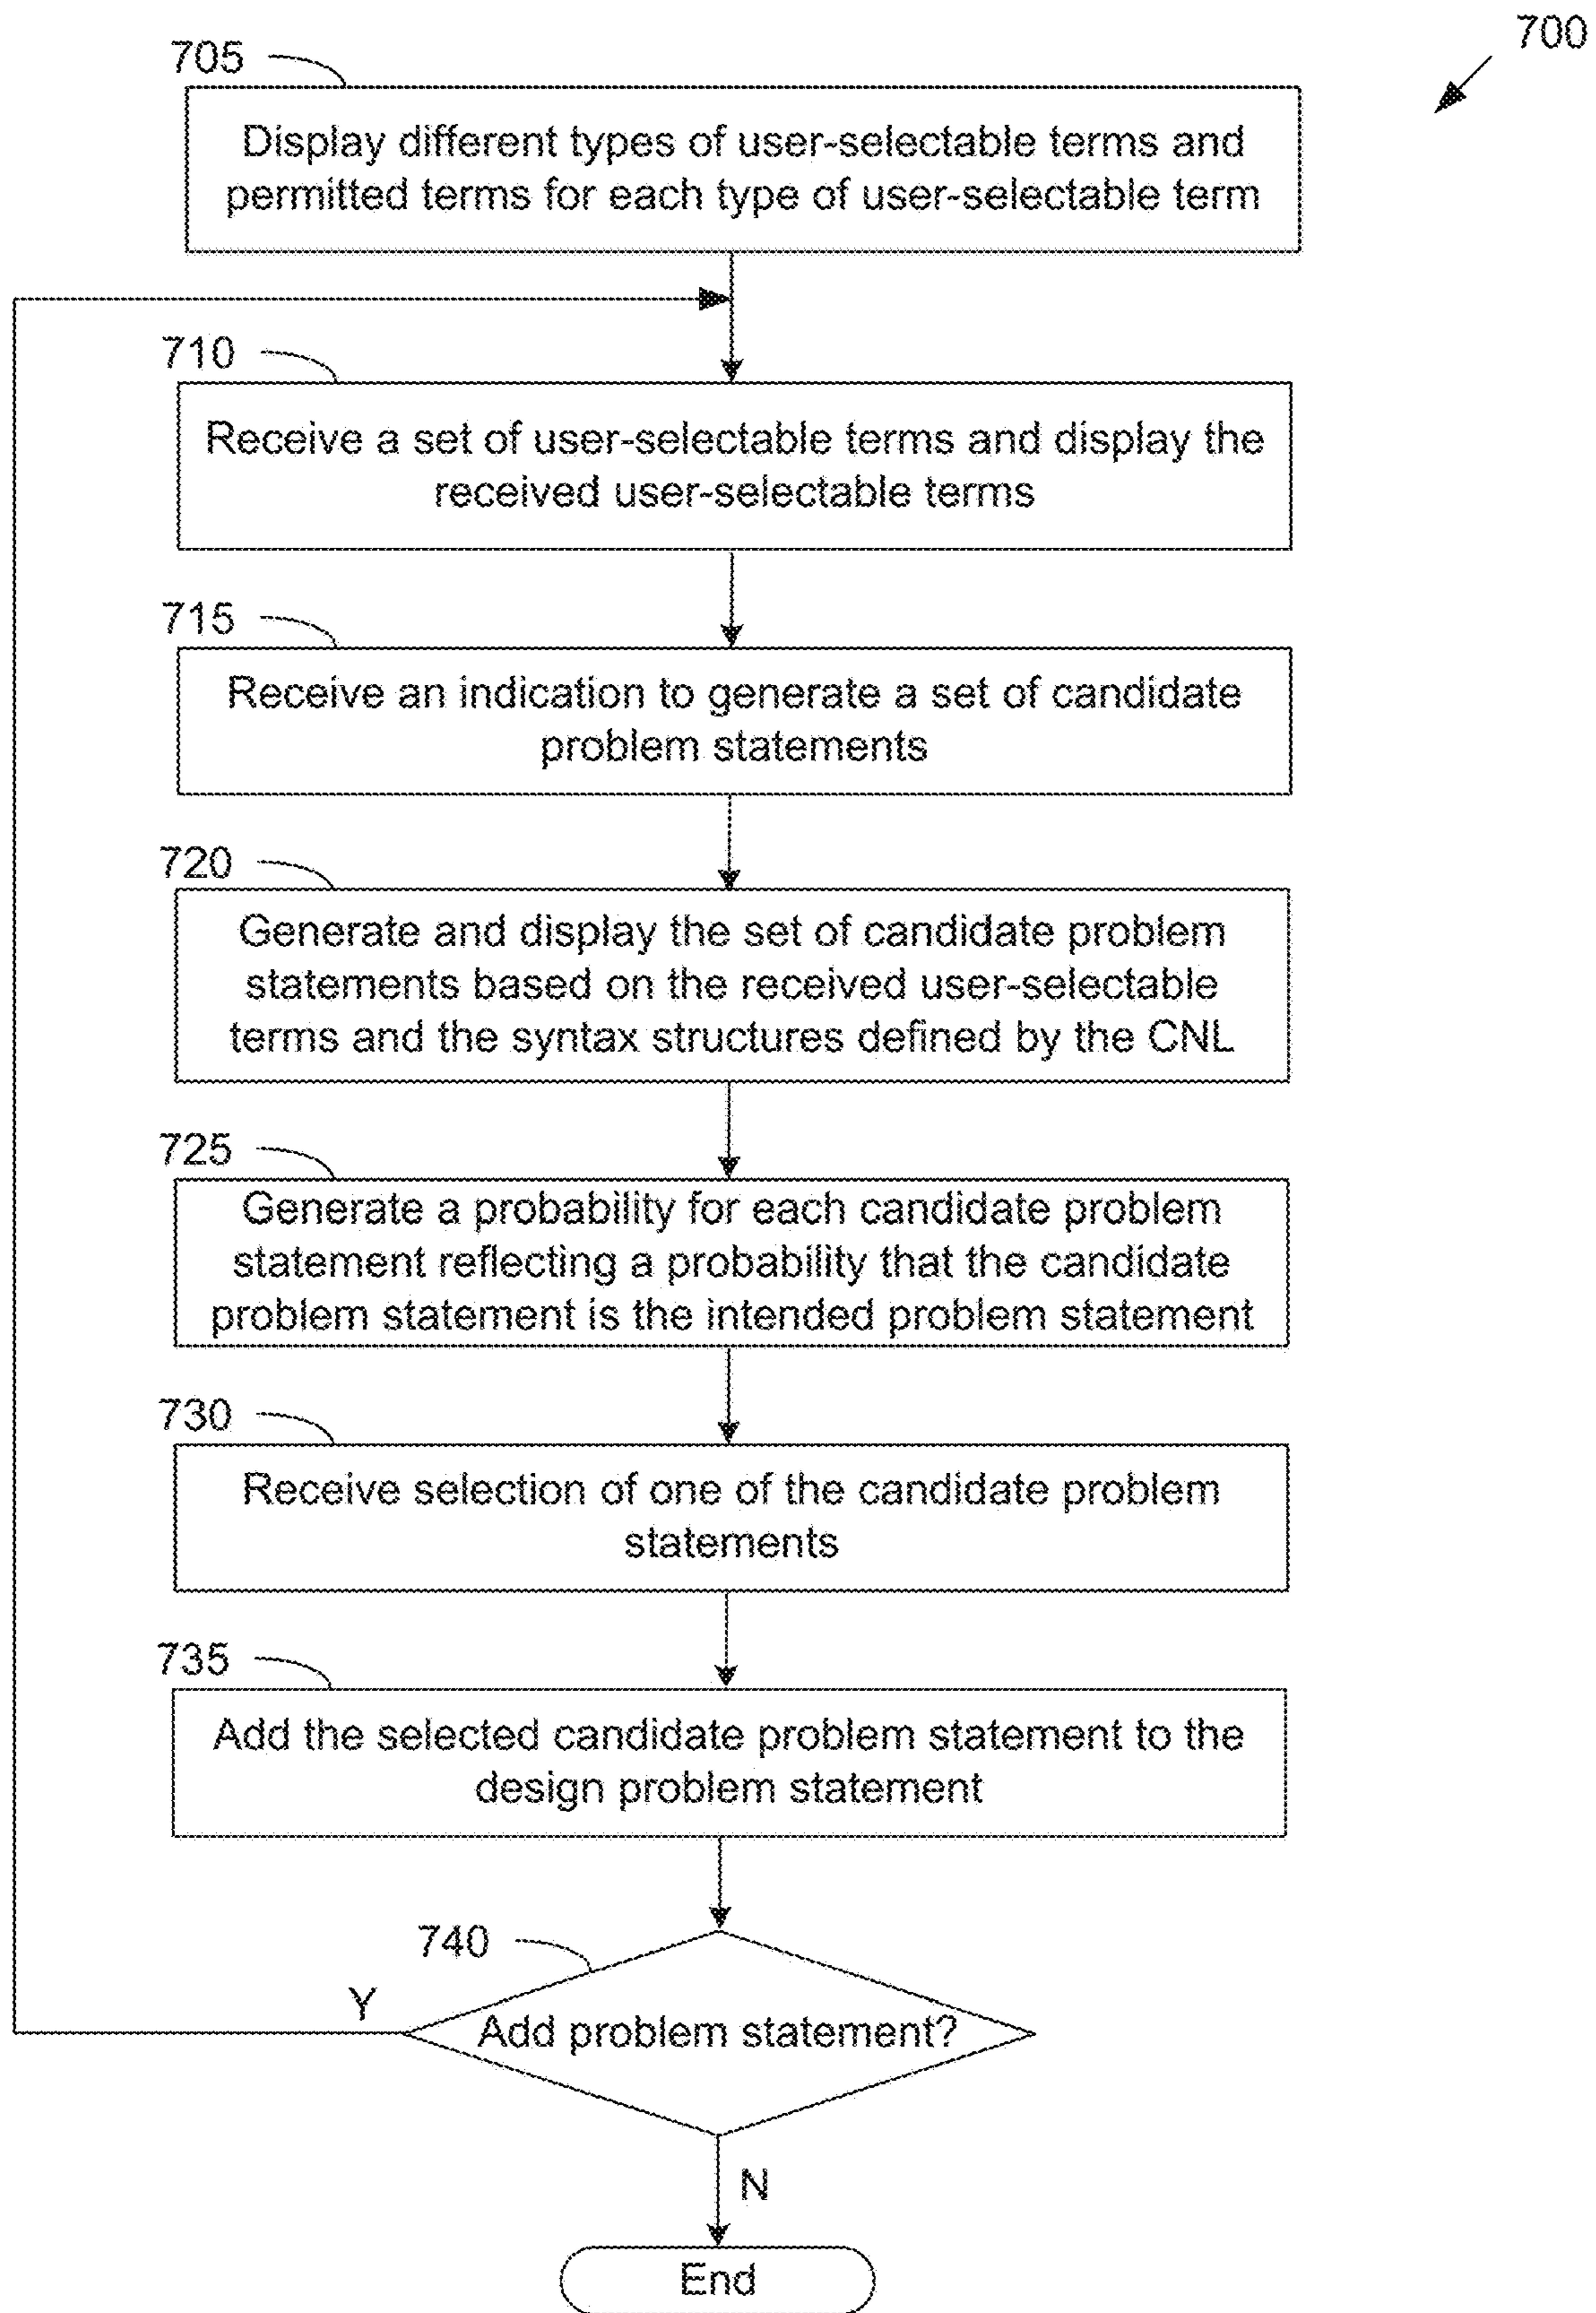 700
705
Display different types of user-selectable terms and
permitted terms for each type of user-selectable term
710
Receive a set of user-selectable terms and display the
received user-selectable terms
715
Receive an indication to generate a set of candidate
problem statements
720
Generate and display the set of candidate problem
statements based on the received user-selectable
terms and the syntax structures defined by the CNL
725
Generate a probability for each candidate problem
statement reflecting a probability that the candidate
problem statement is the intended problem statement
730
Receive selection of one of the candidate problem
statements
735
Add the selected candidate problem statement to the
design problem statement
740
Y
Add problem statement?
N
End